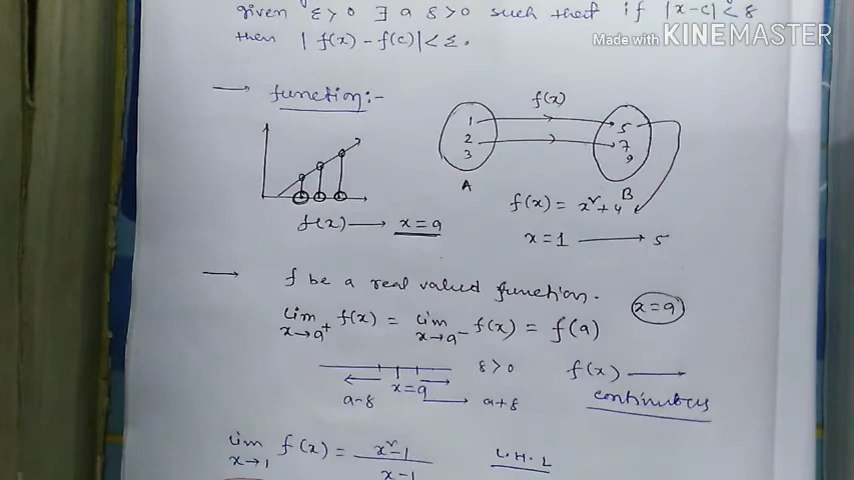 given ε>0 ∃ a δ>0 such that if |x-c|<δ
then |f(x)-f(c)|<ε.
Made with KINEMASTER
→ function:-
f(x)
1
2
3
A
5
7
9
B
f(x) = x²+4
f(x) → x=a
x=1 → 5
→ f be a real valued function.
x=a
lim x→a⁺ f(x) = lim x→a⁻ f(x) = f(a)
δ>0
f(x) →
x=a
a-δ
a+δ
continuous
lim x→1 f(x) = x²-1 / x-1
L.H.L